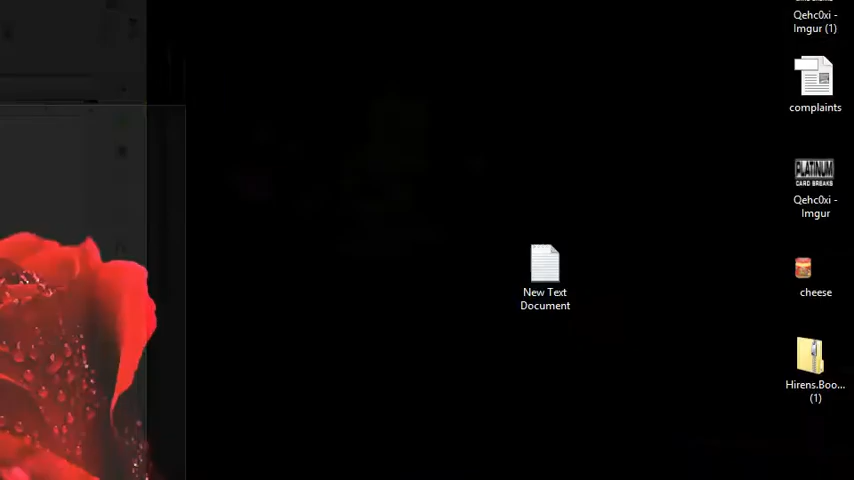 Qehc0xi -
Imgur (1)
complaints
PLATINUM
CARD BREAKS
Qehc0xi -
Imgur
New Text
Document
cheese
Hirens.Boo...
(1)